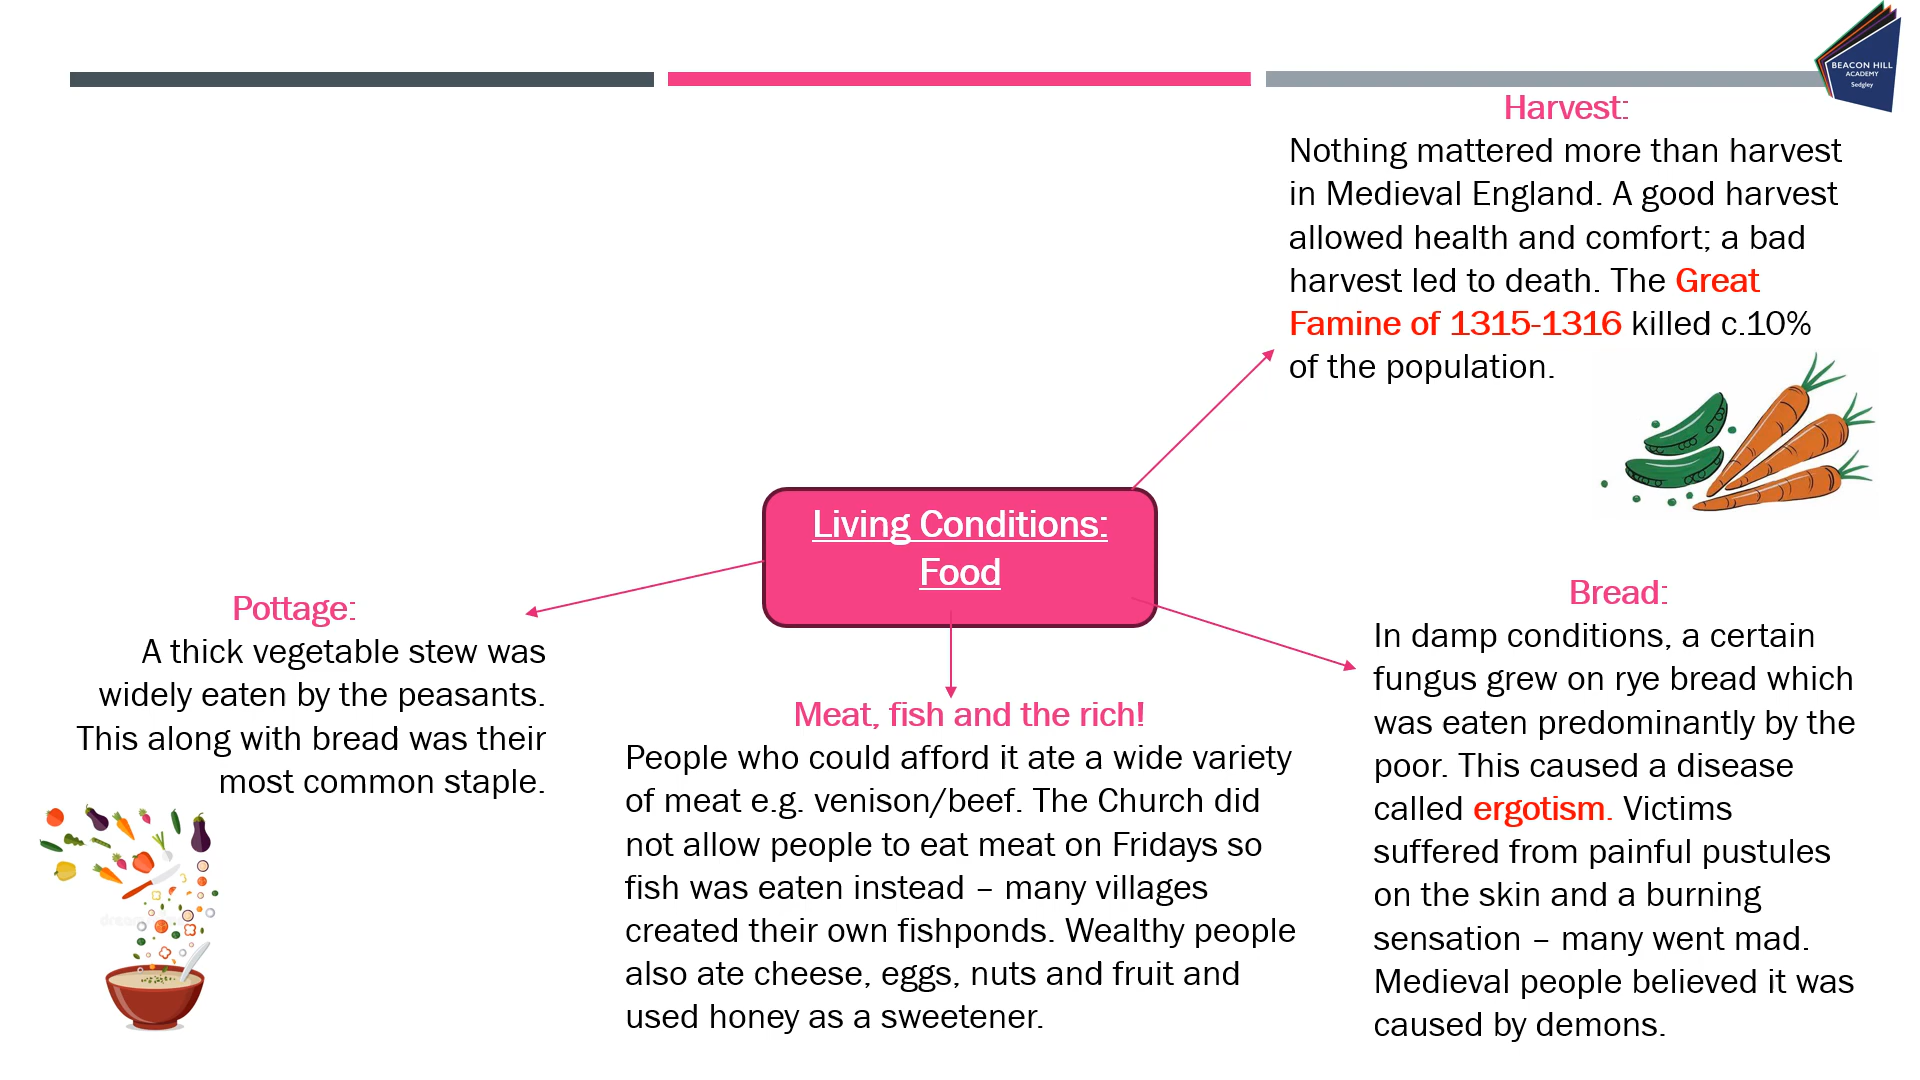 BEACON HILL
ACADEMY
Sedgley
Harvest:
Nothing mattered more than harvest
in Medieval England. A good harvest
allowed health and comfort; a bad
harvest led to death. The Great
Famine of 1315-1316 killed c.10%
of the population.
Living Conditions:
Food
Pottage:
A thick vegetable stew was
widely eaten by the peasants.
This along with bread was their
most common staple.
Meat, fish and the rich!
People who could afford it ate a wide variety
of meat e.g. venison/beef. The Church did
not allow people to eat meat on Fridays so
fish was eaten instead – many villages
created their own fishponds. Wealthy people
also ate cheese, eggs, nuts and fruit and
used honey as a sweetener.
Bread:
In damp conditions, a certain
fungus grew on rye bread which
was eaten predominantly by the
poor. This caused a disease
called ergotism. Victims
suffered from painful pustules
on the skin and a burning
sensation – many went mad.
Medieval people believed it was
caused by demons.